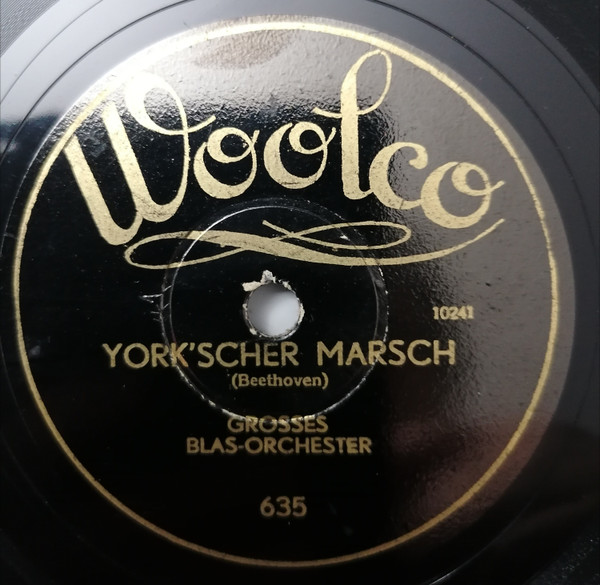 Woolco
10241
YORK'SCHER MARSCH
(Beethoven)
GROSSES
BLAS-ORCHESTER
635